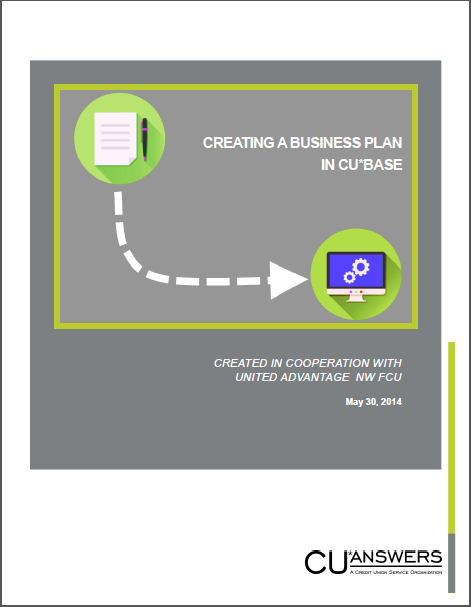 CREATING A BUSINESS PLAN
IN CU*BASE
CREATED IN COOPERATION WITH
UNITED ADVANTAGE NW FCU
May 30, 2014
CU*ANSWERS
A CREDIT UNION SERVICE ORGANIZATION